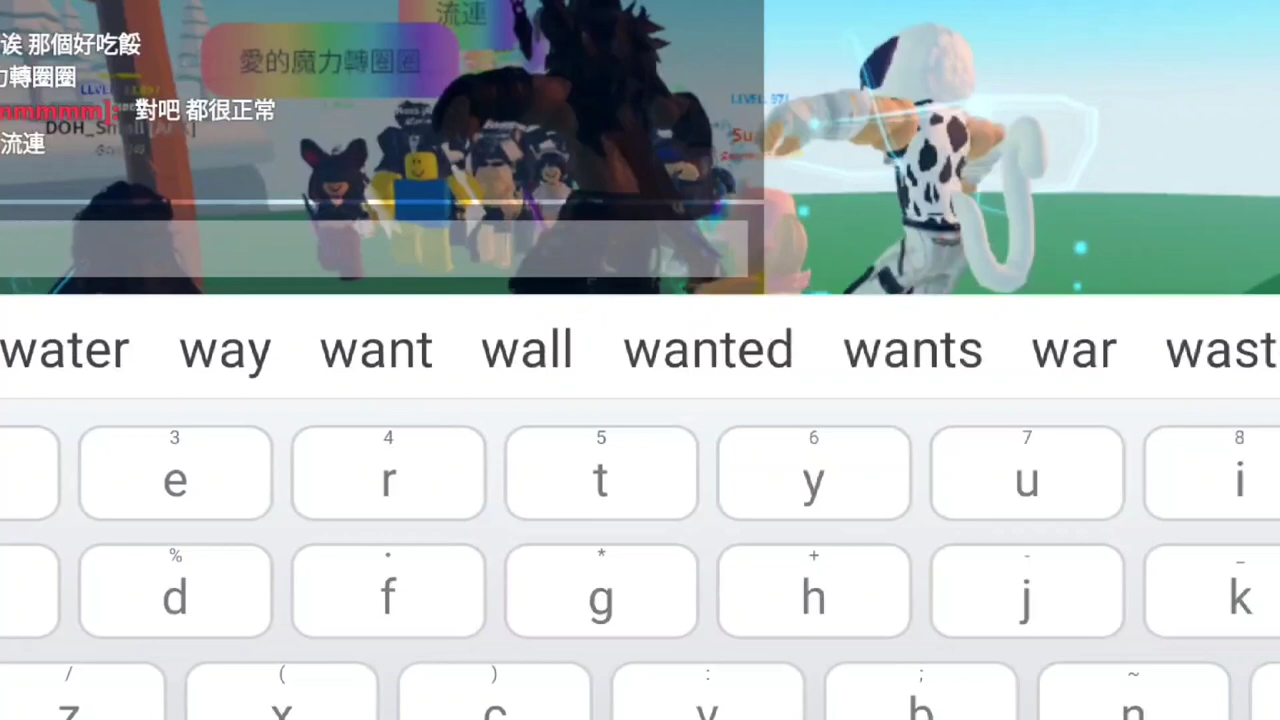 流連
诶 那個好吃餒
愛的魔力轉圈圈
力轉圈圈
nmmmm]: 對吧 都很正常
流連
water way want wall wanted wants war wast
3 4 5 6 7 8
e r t y u i
% • * + - _
d f g h j k
/ ( ) : ; ~
z x c v b n